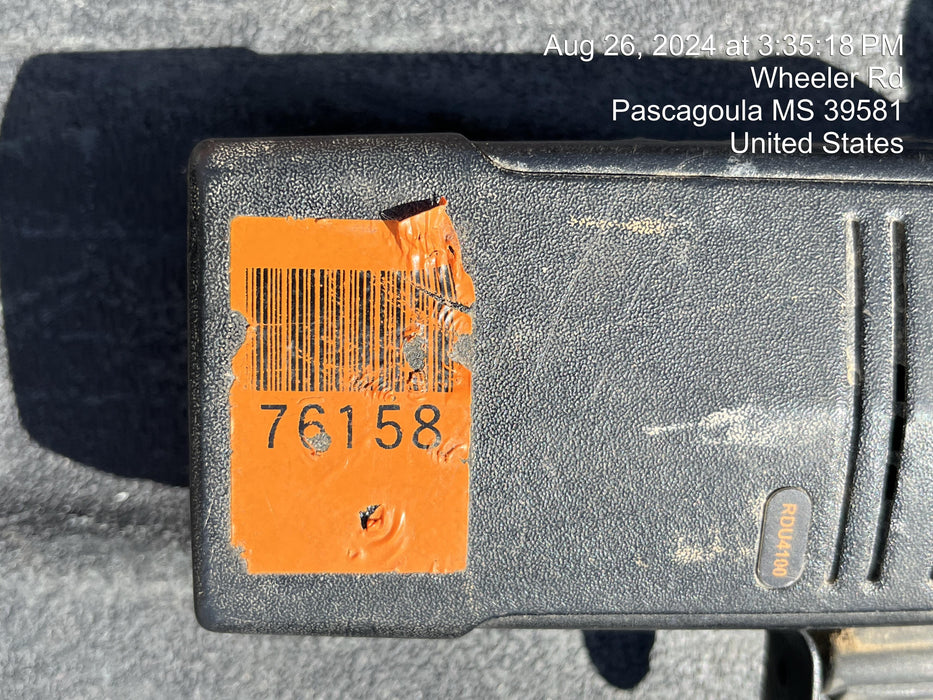 Aug 26, 2024 at 3:35:18 PM
Wheeler Rd
Pascagoula MS 39581
United States
76158
RDU4100